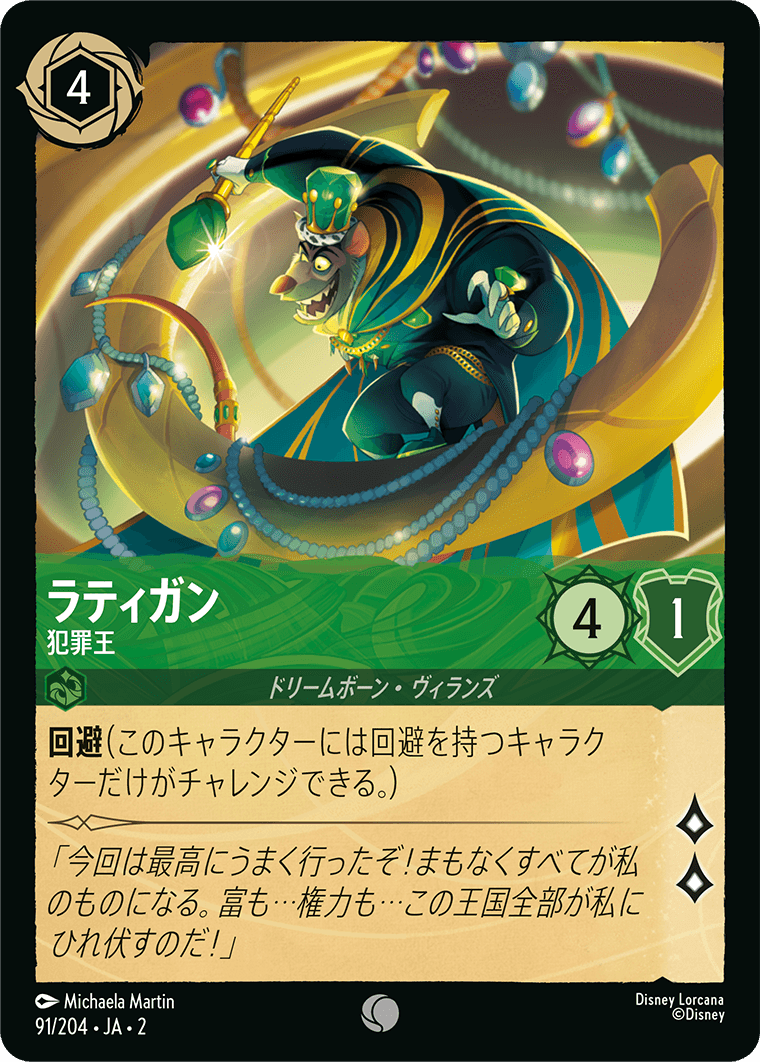 4
ラティガン
犯罪王
4
1
ドリームボーン・ヴィランズ
回避(このキャラクターには回避を持つキャラク
ターだけがチャレンジできる。)
「今回は最高にうまく行ったぞ!まもなくすべてが私
のものになる。富も…権力も…この王国全部が私に
ひれ伏すのだ!」
Michaela Martin
91/204・JA・2
Disney Lorcana
©Disney